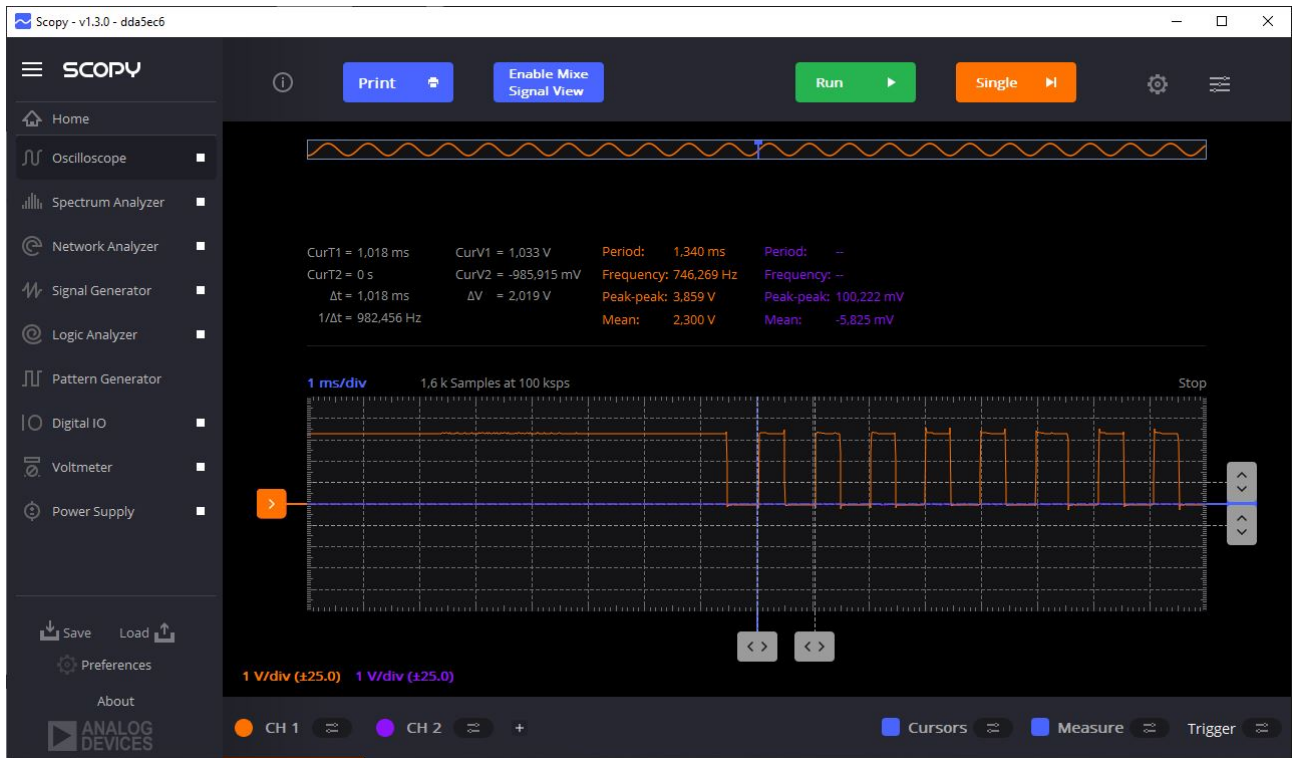 Scopy - v1.3.0 - dda5ec6
SCOPY
Home
Oscilloscope
Spectrum Analyzer
Network Analyzer
Signal Generator
Logic Analyzer
Pattern Generator
Digital IO
Voltmeter
Power Supply
Save Load
Preferences
About
ANALOG
DEVICES
Print
Enable Mixe
Signal View
Run
Single
CurT1 = 1,018 ms CurV1 = 1,033 V Period: 1,340 ms Period: --
CurT2 = 0 s CurV2 = -985,915 mV Frequency: 746,269 Hz Frequency: --
Δt = 1,018 ms ΔV = 2,019 V Peak-peak: 3,859 V Peak-peak: 100,222 mV
1/Δt = 982,456 Hz Mean: 2,300 V Mean: -5,825 mV
1 ms/div 1,6 k Samples at 100 ksps Stop
1 V/div (±25.0) 1 V/div (±25.0)
CH 1 CH 2 + Cursors Measure Trigger